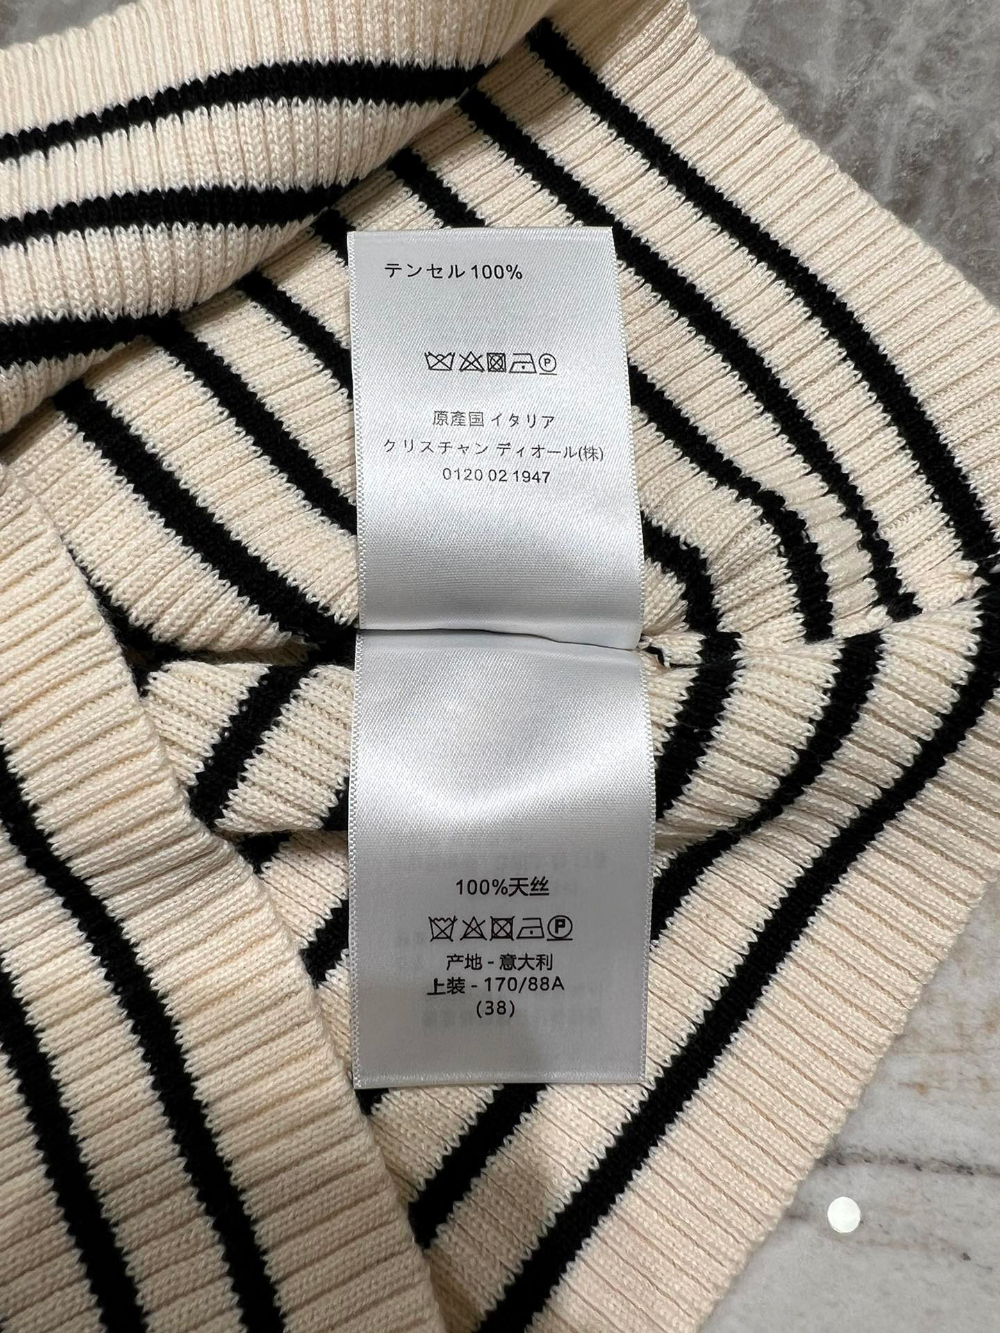 テンセル100%
P
原產国 イタリア
クリスチャン ディオール(株)
0120 02 1947
100%天丝
P
产地 - 意大利
上装 - 170/88A
(38)